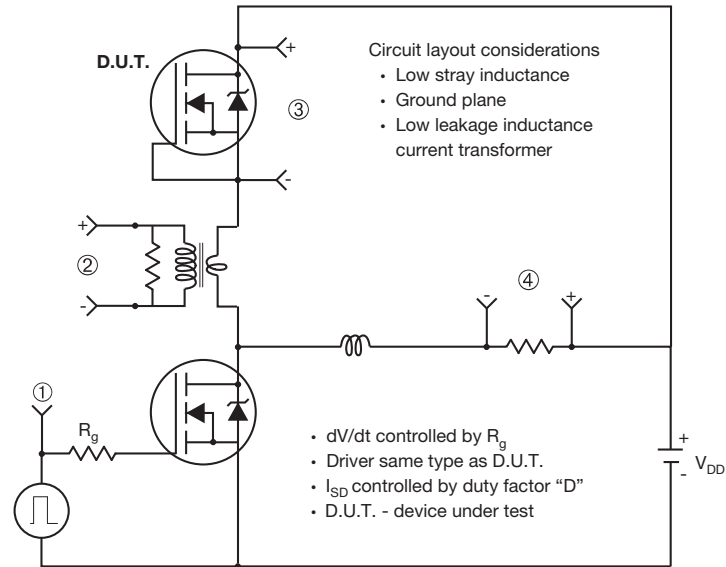 D.U.T.
+
③
-
Circuit layout considerations
• Low stray inductance
• Ground plane
• Low leakage inductance
current transformer
+
②
-
④
-
+
①
R_g
• dV/dt controlled by R_g
• Driver same type as D.U.T.
• I_SD controlled by duty factor “D”
• D.U.T. - device under test
+
-
V_DD